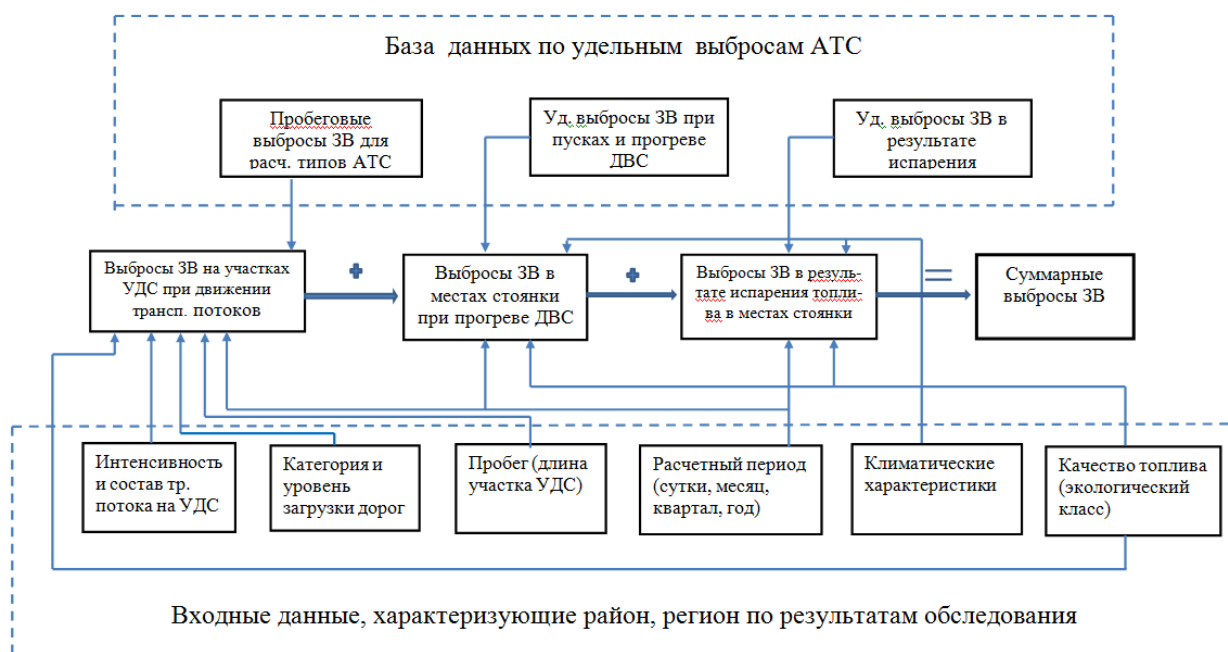 База данных по удельным выбросам АТС
Пробеговые
выбросы ЗВ для
расч. типов АТС
Уд. выбросы ЗВ при
пусках и прогреве
ДВС
Уд. выбросы ЗВ в
результате
испарения
Выбросы ЗВ на участках
УДС при движении
трансп. потоков
+
Выбросы ЗВ в
местах стоянки
при прогреве ДВС
+
Выбросы ЗВ в резуль-
тате испарения топли-
ва в местах стоянки
=
Суммарные
выбросы ЗВ
Интенсивность
и состав тр.
потока на УДС
Категория и
уровень
загрузки дорог
Пробег (длина
участка УДС)
Расчетный период
(сутки, месяц,
квартал, год)
Климатические
характеристики
Качество топлива
(экологический
класс)
Входные данные, характеризующие район, регион по результатам обследования